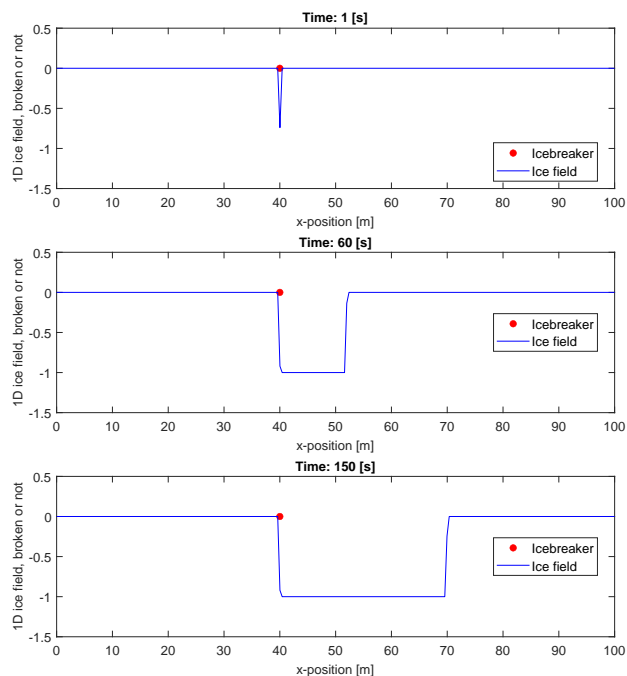 Time: 1 [s]
0.5
0
-0.5
-1
-1.5
1D ice field, broken or not
Icebreaker
Ice field
0 10 20 30 40 50 60 70 80 90 100
x-position [m]
Time: 60 [s]
0.5
0
-0.5
-1
-1.5
1D ice field, broken or not
Icebreaker
Ice field
0 10 20 30 40 50 60 70 80 90 100
x-position [m]
Time: 150 [s]
0.5
0
-0.5
-1
-1.5
1D ice field, broken or not
Icebreaker
Ice field
0 10 20 30 40 50 60 70 80 90 100
x-position [m]